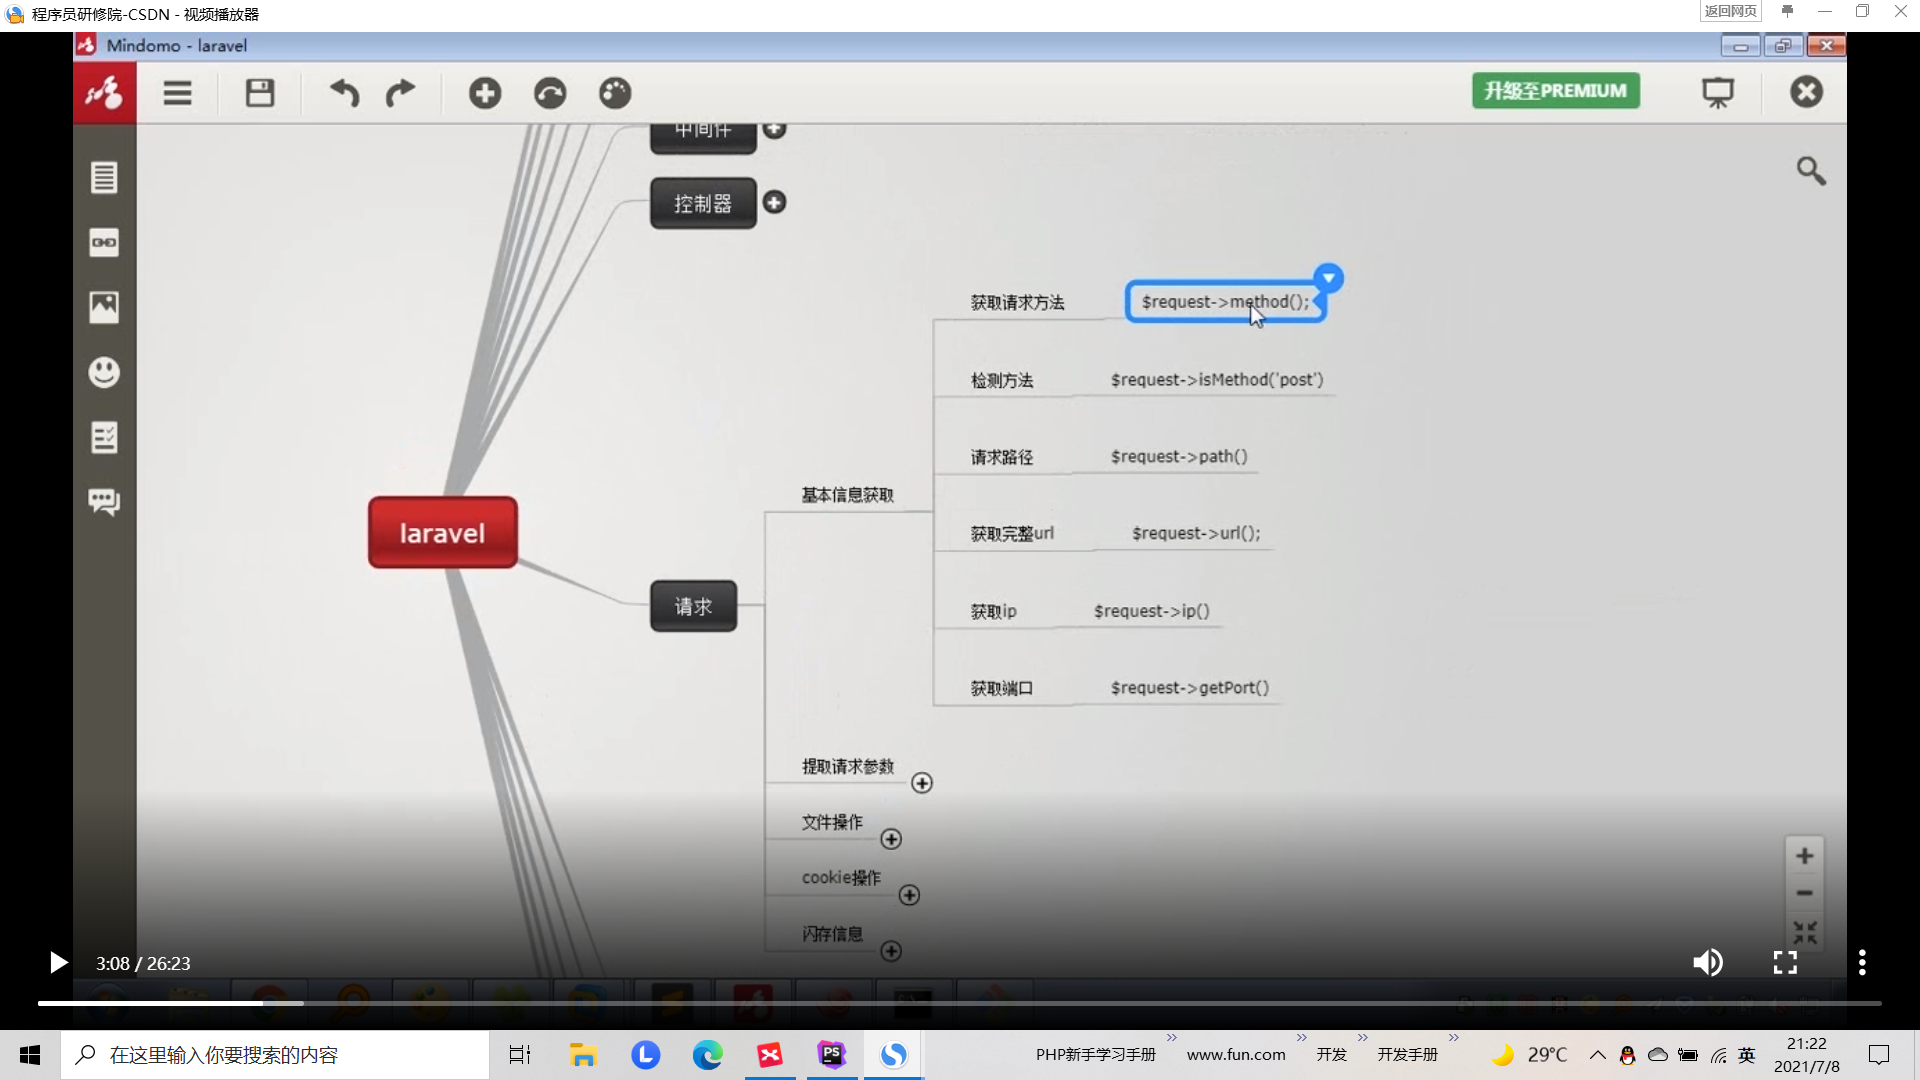 程序员研修院-CSDN - 视频播放器
返回网页
Mindomo - laravel
升级至PREMIUM
中间件
控制器
获取请求方法 $request->method();
检测方法 $request->isMethod('post')
请求路径 $request->path()
基本信息获取
获取完整url $request->url();
laravel
请求
获取ip $request->ip()
获取端口 $request->getPort()
提取请求参数
文件操作
cookie操作
闪存信息
3:08 / 26:23
在这里输入你要搜索的内容
PS
PHP新手学习手册
www.fun.com
开发
开发手册
29°C
英
21:22
2021/7/8